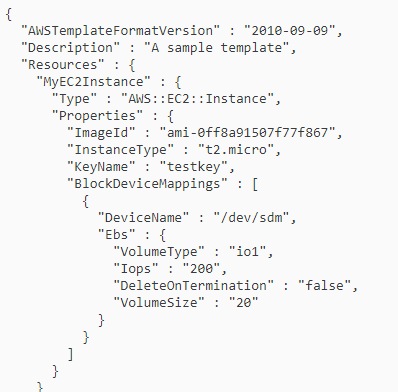 {
  "AWSTemplateFormatVersion" : "2010-09-09",
  "Description" : "A sample template",
  "Resources" : {
    "MyEC2Instance" : {
      "Type" : "AWS::EC2::Instance",
      "Properties" : {
        "ImageId" : "ami-0ff8a91507f77f867",
        "InstanceType" : "t2.micro",
        "KeyName" : "testkey",
        "BlockDeviceMappings" : [
          {
            "DeviceName" : "/dev/sdm",
            "Ebs" : {
              "VolumeType" : "io1",
              "Iops" : "200",
              "DeleteOnTermination" : "false",
              "VolumeSize" : "20"
            }
          }
        ]
      }
    }